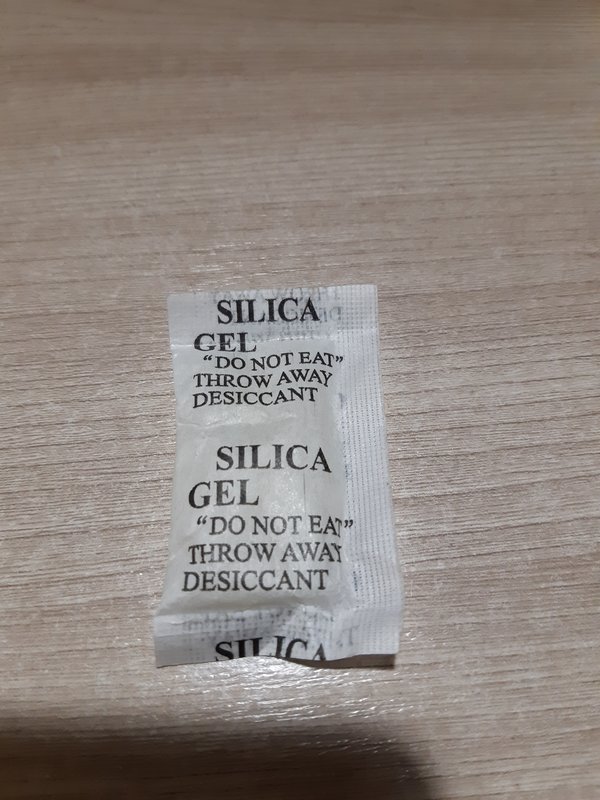 SILICA
GEL
“DO NOT EAT”
THROW AWAY
DESICCANT
SILICA
GEL
“DO NOT EAT”
THROW AWAY
DESICCANT
SILICA